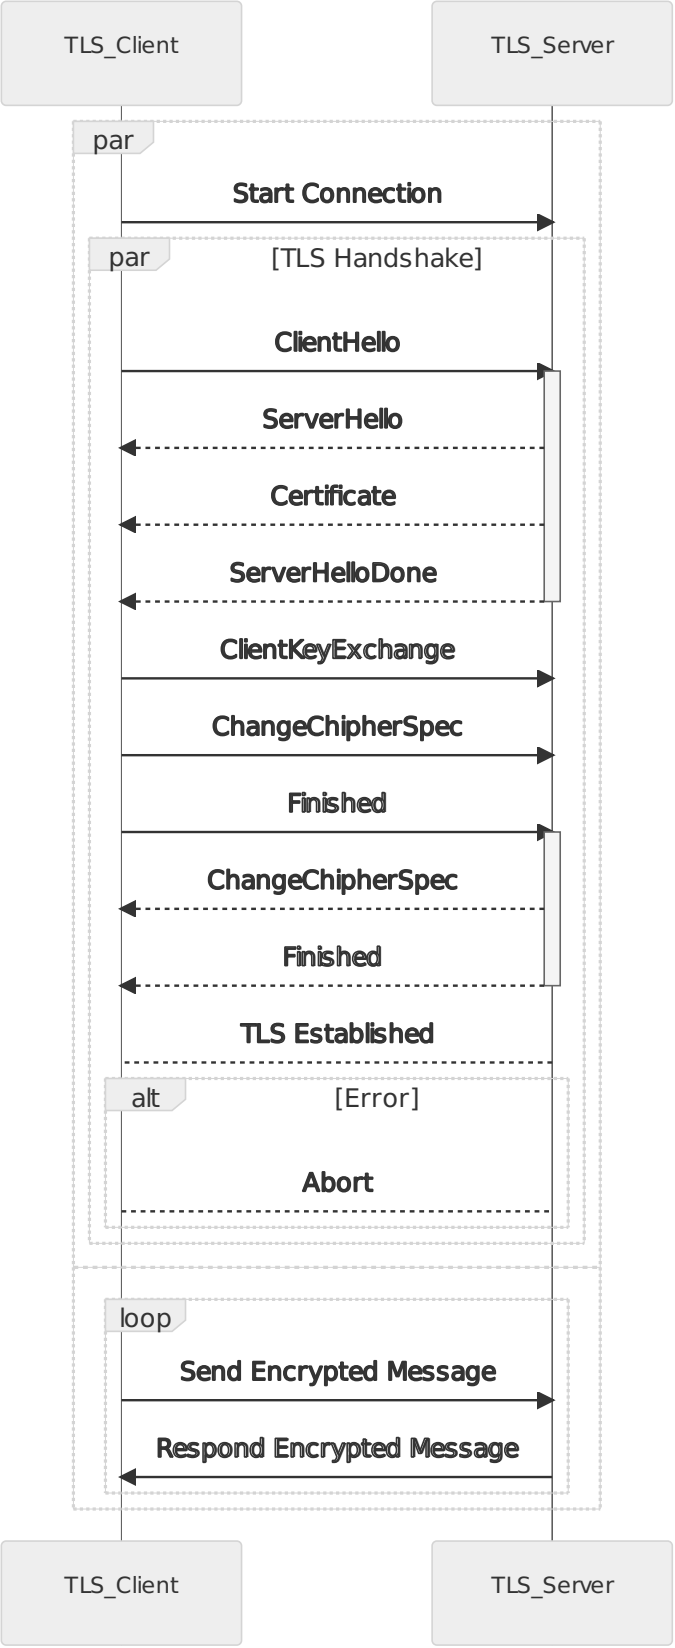 TLS_Client
TLS_Server
par
Start Connection
par
[TLS Handshake]
ClientHello
ServerHello
Certificate
ServerHelloDone
ClientKeyExchange
ChangeChipherSpec
Finished
ChangeChipherSpec
Finished
TLS Established
alt
[Error]
Abort
loop
Send Encrypted Message
Respond Encrypted Message
TLS_Client
TLS_Server